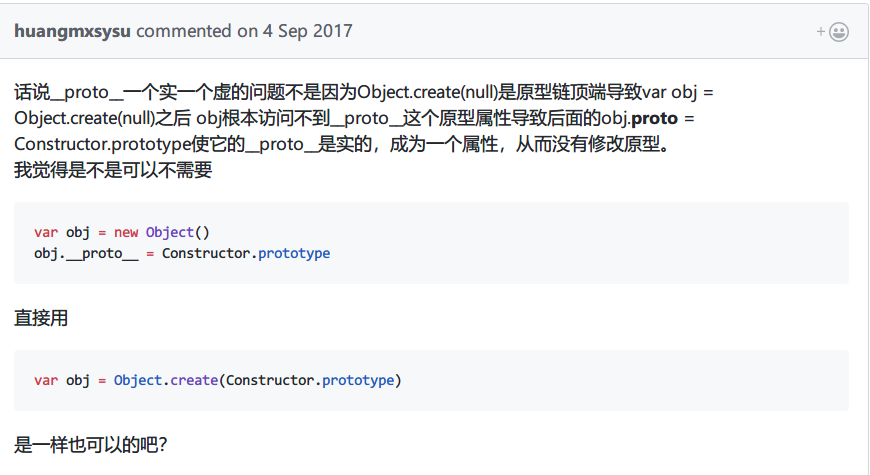 huangmxsysu commented on 4 Sep 2017
话说__proto__一个实一个虚的问题不是因为Object.create(null)是原型链顶端导致var obj =
Object.create(null)之后 obj根本访问不到__proto__这个原型属性导致后面的obj.proto =
Constructor.prototype使它的__proto__是实的，成为一个属性，从而没有修改原型。
我觉得是不是可以不需要
var obj = new Object()
obj.__proto__ = Constructor.prototype
直接用
var obj = Object.create(Constructor.prototype)
是一样也可以的吧?